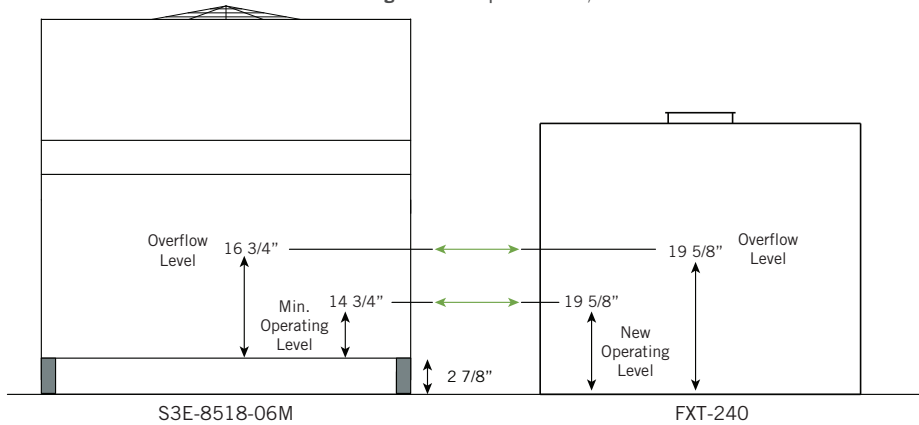 Overflow
Level
16 3/4”
Min.
Operating
Level
14 3/4”
2 7/8”
S3E-8518-06M
19 5/8”
Overflow
Level
19 5/8”
New
Operating
Level
FXT-240